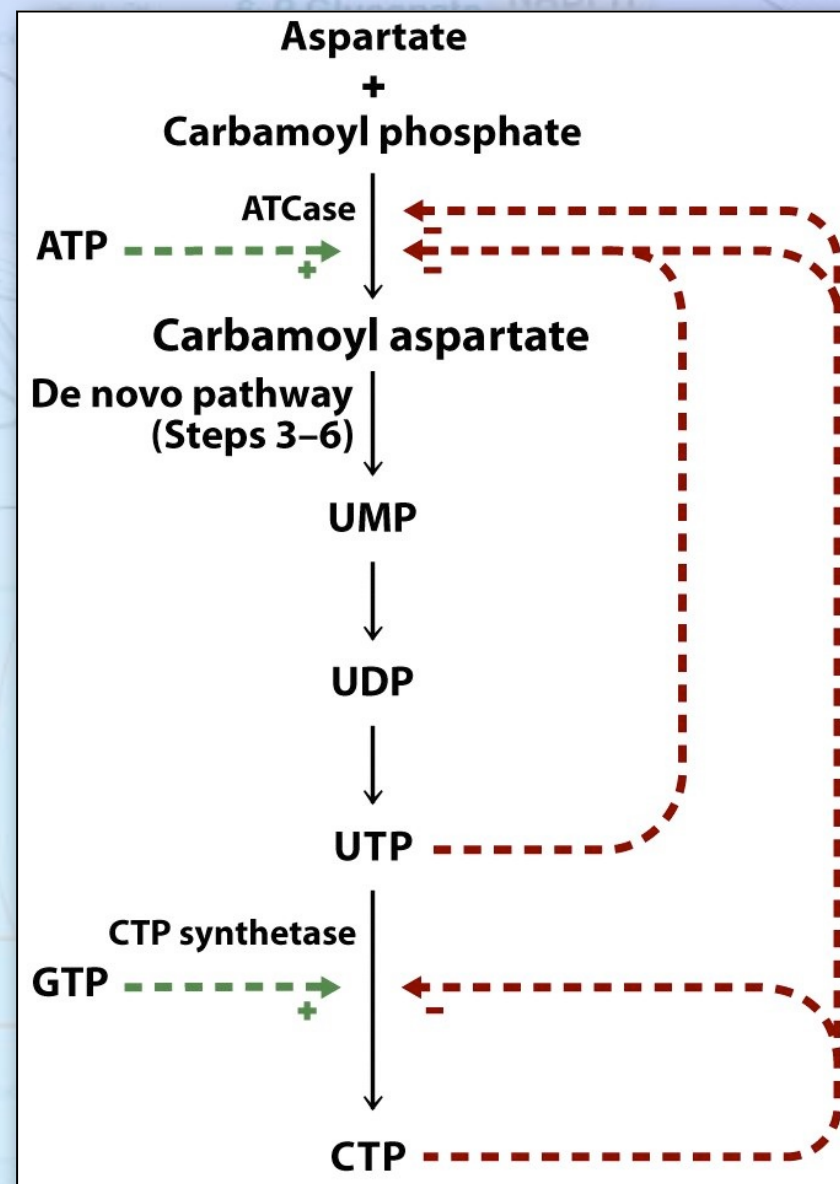 Aspartate
+
Carbamoyl phosphate
ATCase
ATP
+
−
−
Carbamoyl aspartate
De novo pathway
(Steps 3–6)
UMP
UDP
UTP
CTP synthetase
GTP
+
−
CTP